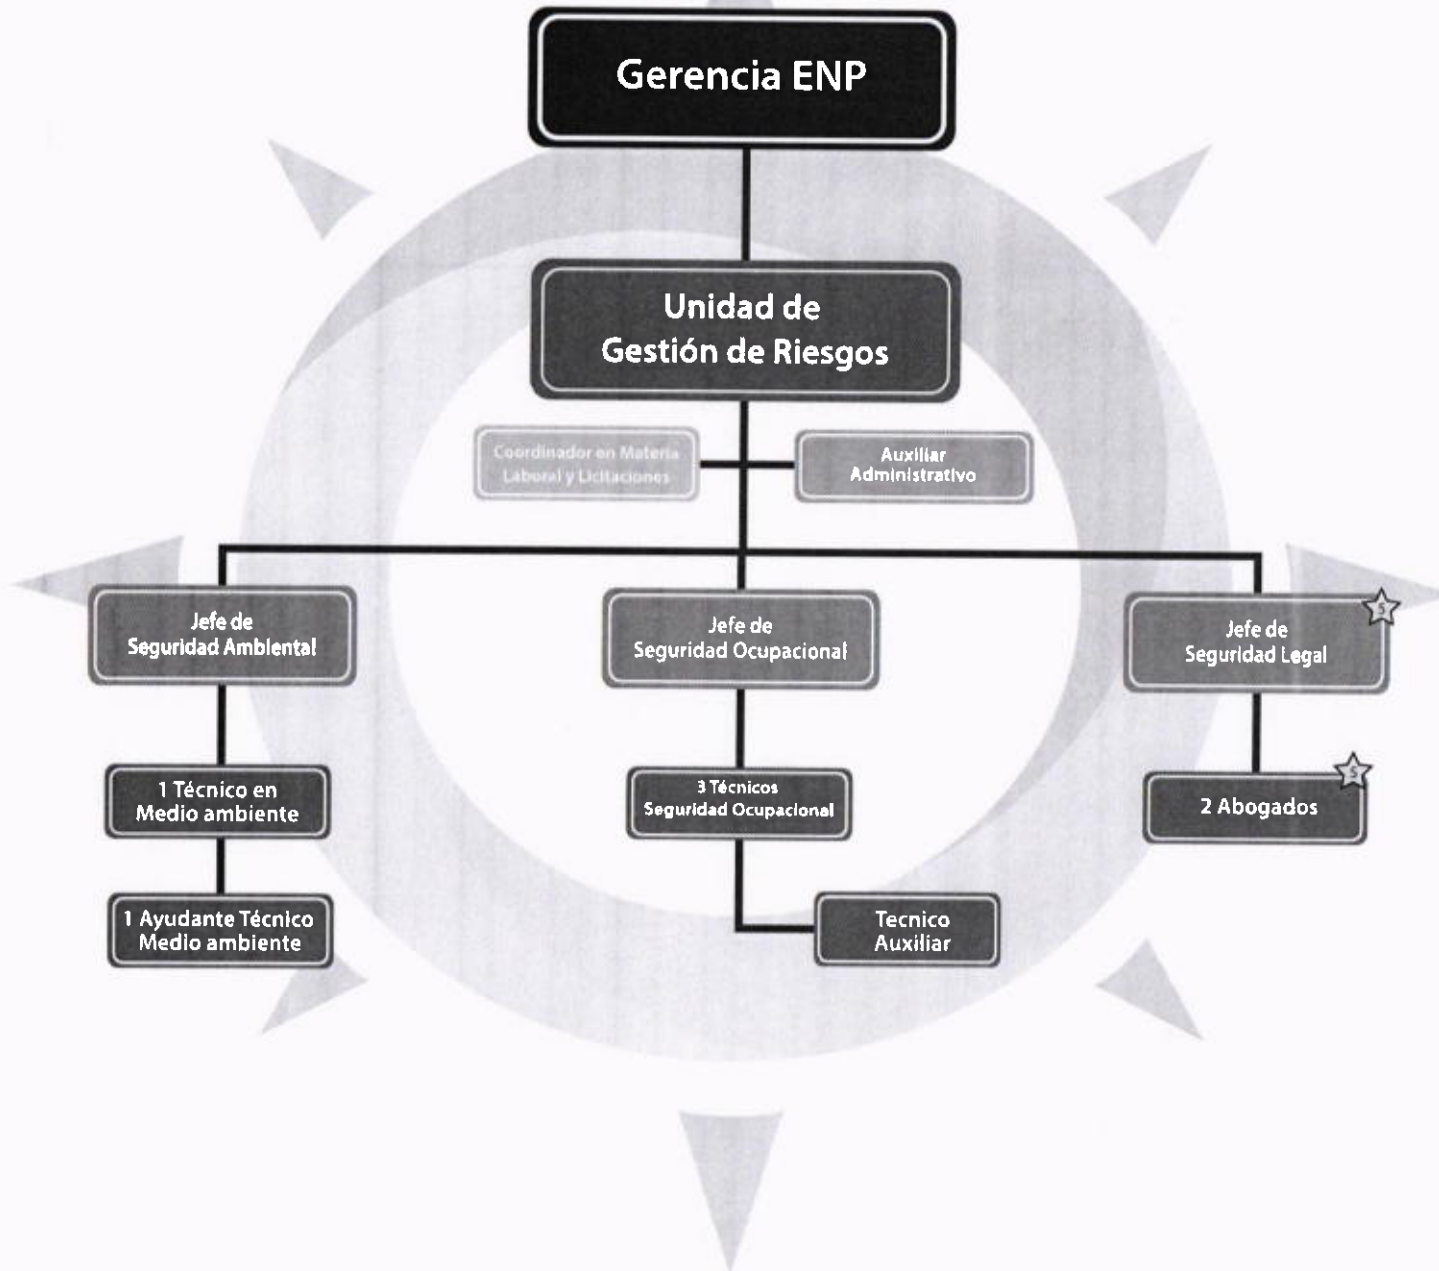 Gerencia ENP
Unidad de
Gestión de Riesgos
Coordinador en Materia
Laboral y Licitaciones
Auxiliar
Administrativo
Jefe de
Seguridad Ambiental
Jefe de
Seguridad Ocupacional
Jefe de
Seguridad Legal
S
1 Técnico en
Medio ambiente
3 Técnicos
Seguridad Ocupacional
2 Abogados
S
1 Ayudante Técnico
Medio ambiente
Tecnico
Auxiliar